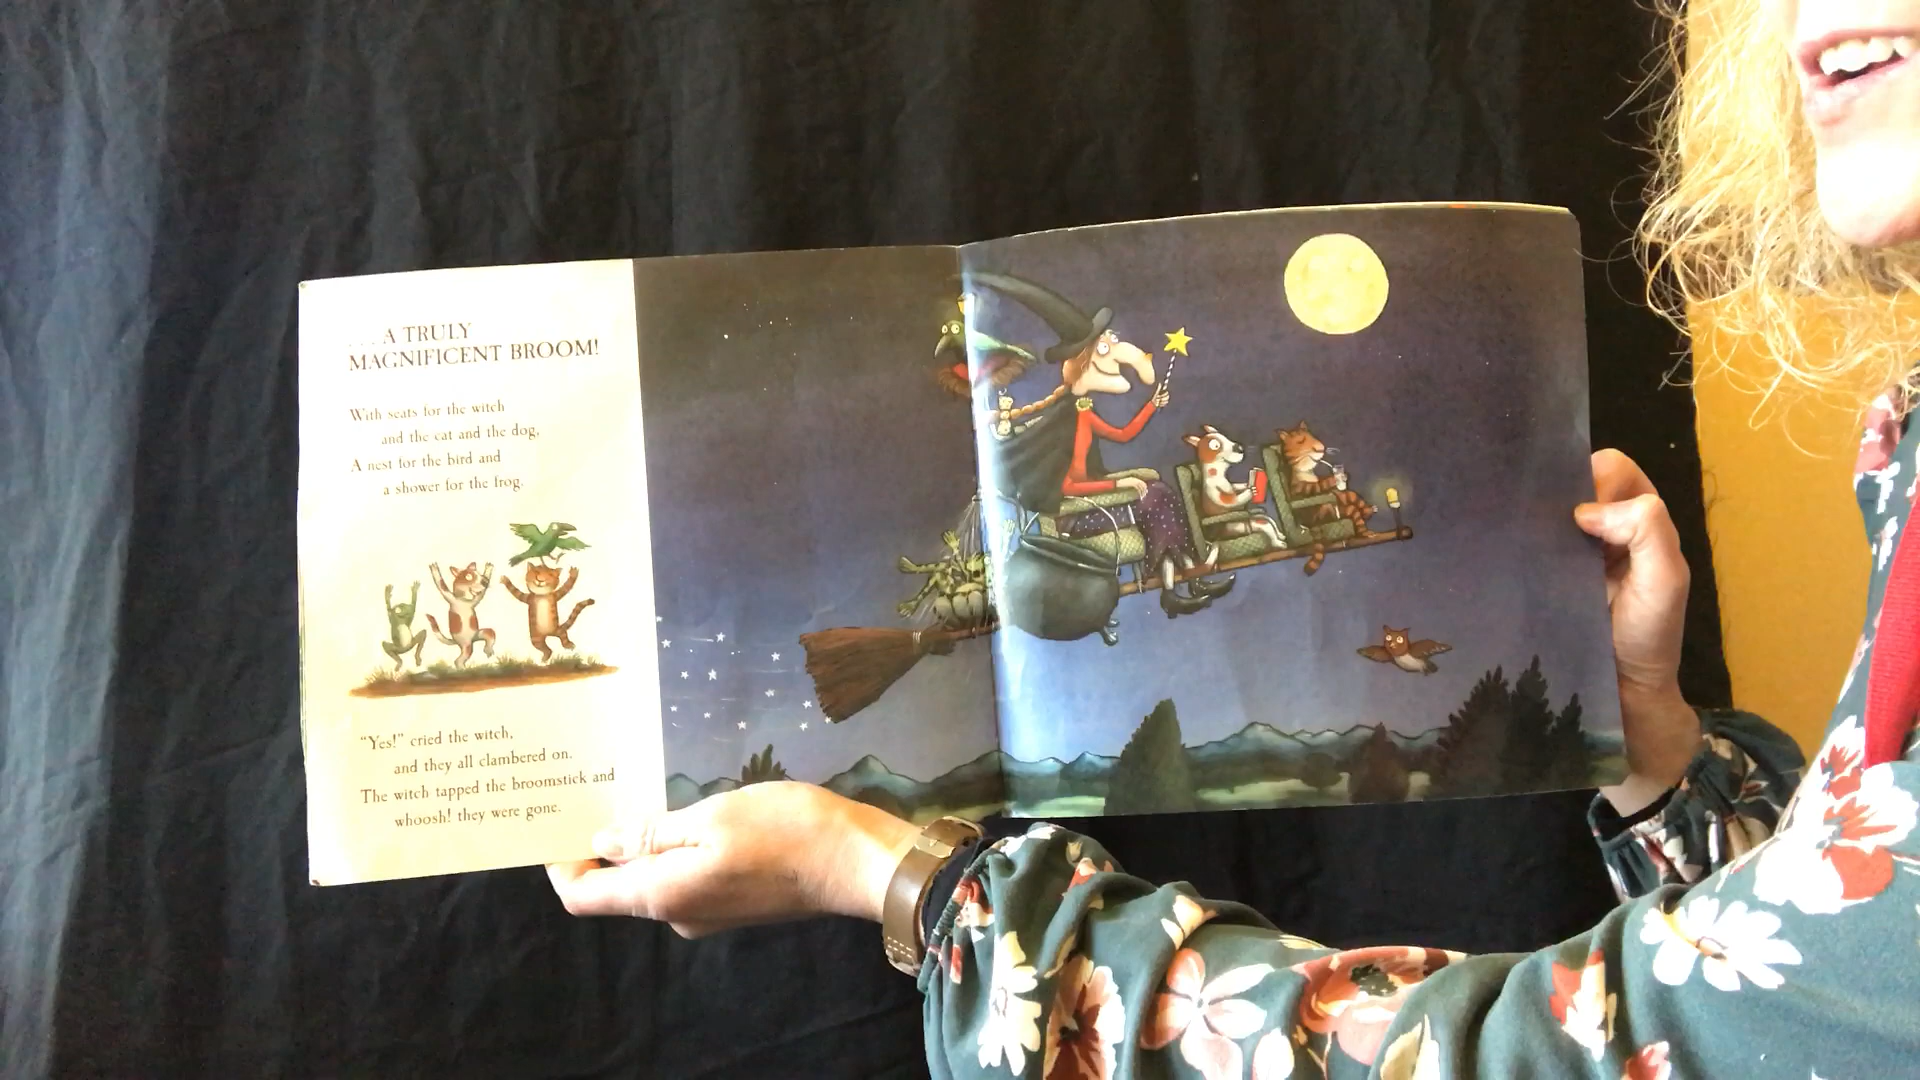 . . . A TRULY
MAGNIFICENT BROOM!
With seats for the witch
and the cat and the dog,
A nest for the bird and
a shower for the frog.
“Yes!” cried the witch,
and they all clambered on.
The witch tapped the broomstick and
whoosh! they were gone.